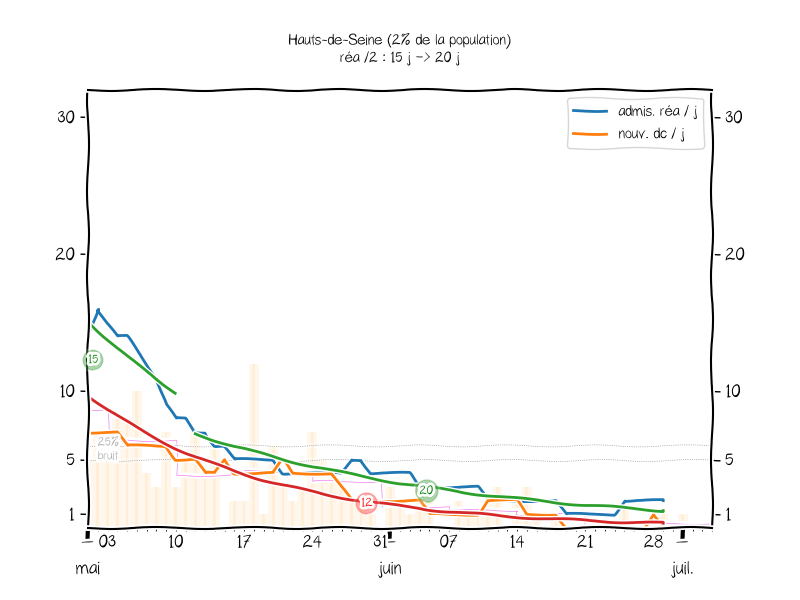 Hauts-de-Seine (2% de la population)
réa /2 : 15 j -> 20 j
admis. réa / j
nouv. dc / j
30
30
20
20
10
10
5
5
1
1
15
25%
bruit
20
12
03
10
17
24
31
07
14
21
28
mai
juin
juil.